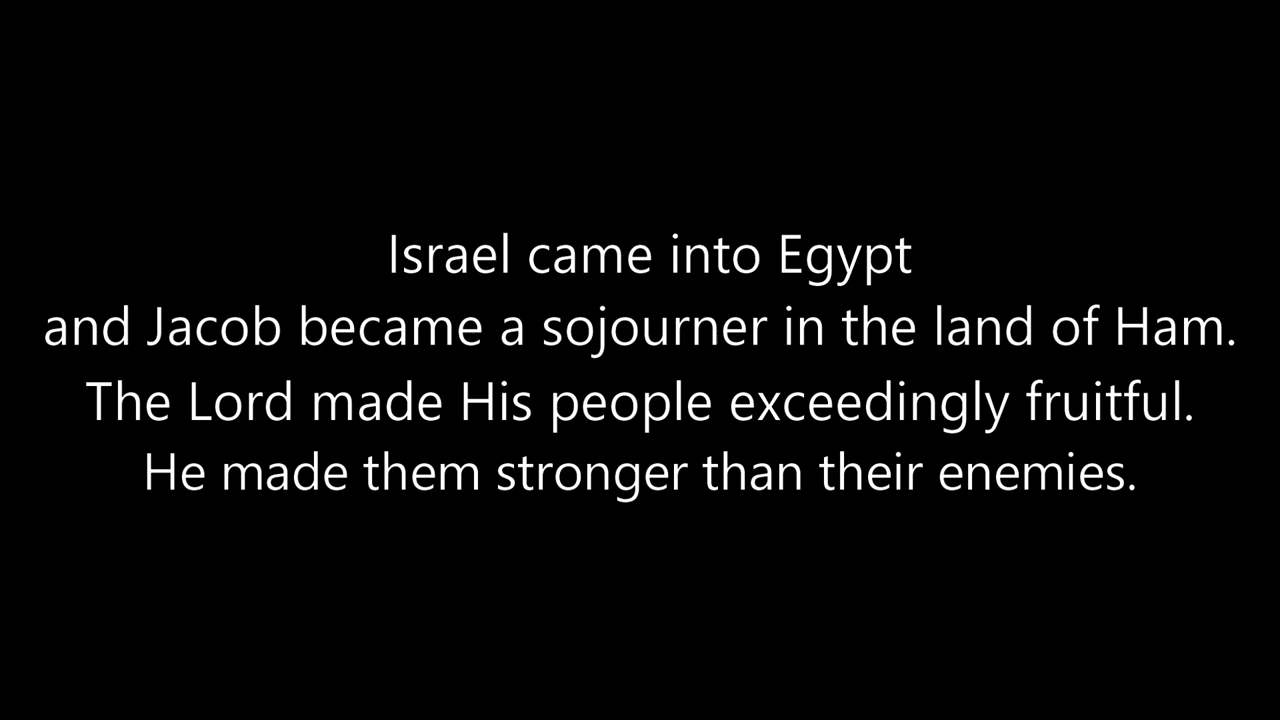 Israel came into Egypt
and Jacob became a sojourner in the land of Ham.
The Lord made His people exceedingly fruitful.
He made them stronger than their enemies.